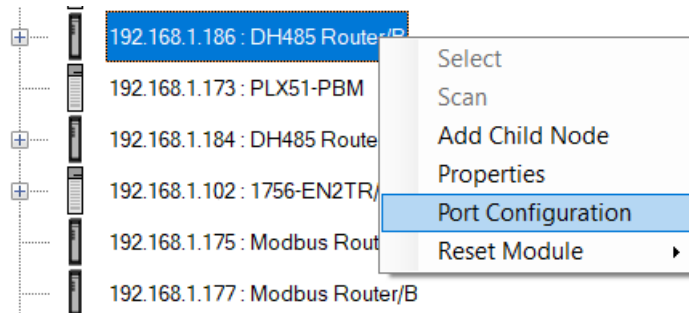 192.168.1.186 : DH485 Router/B
Select
192.168.1.173 : PLX51-PBM
Scan
192.168.1.184 : DH485 Route
Add Child Node
Properties
192.168.1.102 : 1756-EN2TR/
Port Configuration
192.168.1.175 : Modbus Rout
Reset Module
192.168.1.177 : Modbus Router/B